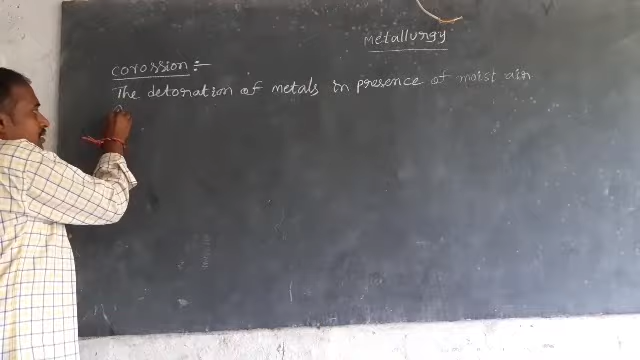 Metallurgy
corossion :-
The detoration of metals in presence of moist air